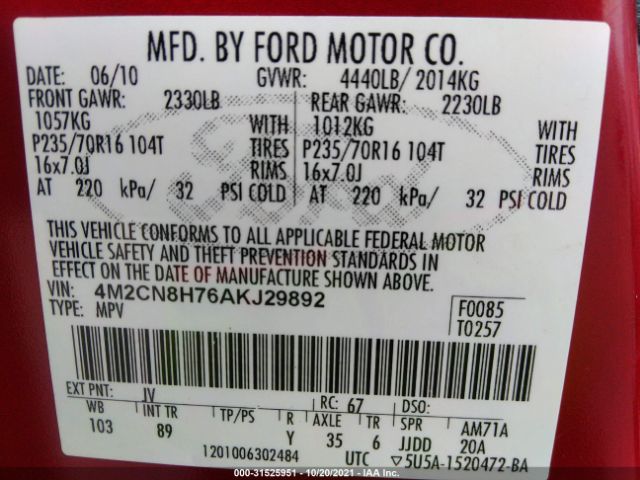 MFD. BY FORD MOTOR CO.
DATE: 06/10 GVWR: 4440LB/ 2014KG
FRONT GAWR: 2330LB REAR GAWR: 2230LB
1057KG WITH 1012KG WITH
P235/70R16 104T TIRES P235/70R16 104T TIRES
16x7.0J RIMS 16x7.0J RIMS
AT 220 kPa/ 32 PSI COLD AT 220 kPa/ 32 PSI COLD
THIS VEHICLE CONFORMS TO ALL APPLICABLE FEDERAL MOTOR
VEHICLE SAFETY AND THEFT PREVENTION STANDARDS IN
EFFECT ON THE DATE OF MANUFACTURE SHOWN ABOVE.
VIN: 4M2CN8H76AKJ29892
TYPE: MPV
F0085
T0257
EXT PNT: JV RC: 67 DSO:
WB INT TR TP/PS R AXLE TR SPR AM71A
103 89 Y 35 6 JJDD 20A
1201006302484 UTC ▽5U5A-1520472-BA
Ford
000-31525951 - 10/20/2021 - IAA Inc.